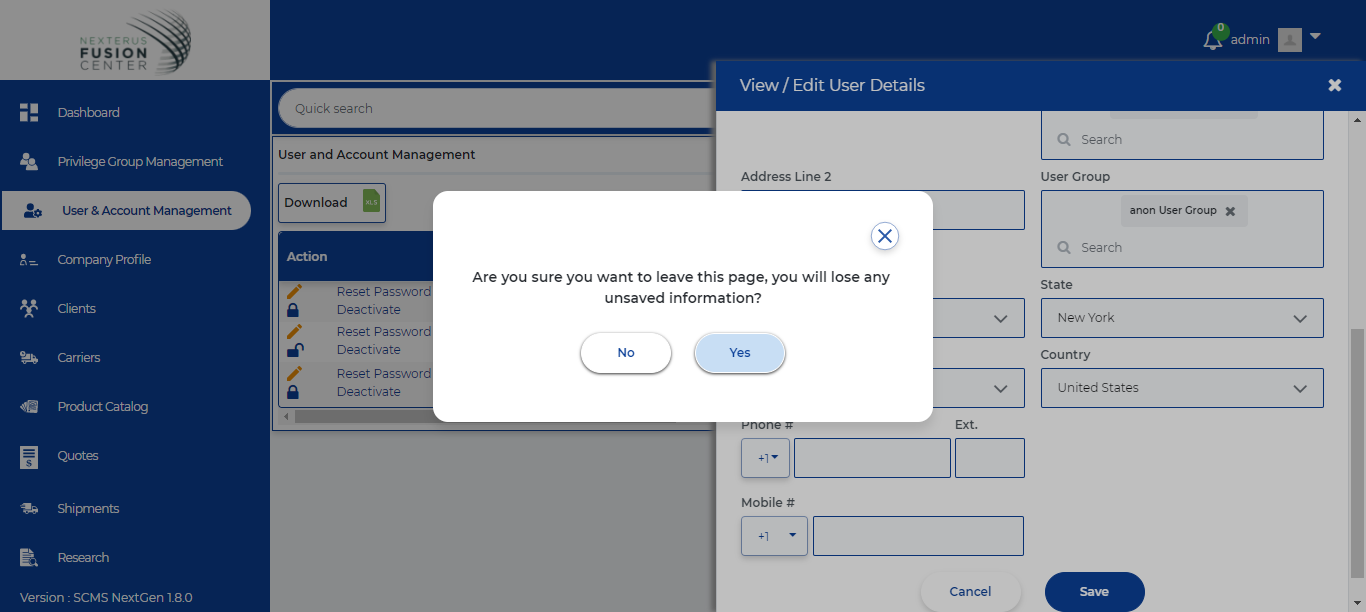 NEXTERUS
FUSION
CENTER
0
admin
Dashboard
Privilege Group Management
User & Account Management
Company Profile
Clients
Carriers
Product Catalog
Quotes
Shipments
Research
Version : SCMS NextGen 1.8.0
Quick search
User and Account Management
Download
XLS
Action
Reset Password
Deactivate
Reset Password
Deactivate
Reset Password
Deactivate
View / Edit User Details
Search
Address Line 2
User Group
anon User Group
Search
State
New York
Country
United States
Phone #
Ext.
+1
Mobile #
+1
Cancel
Save
Are you sure you want to leave this page, you will lose any
unsaved information?
No
Yes